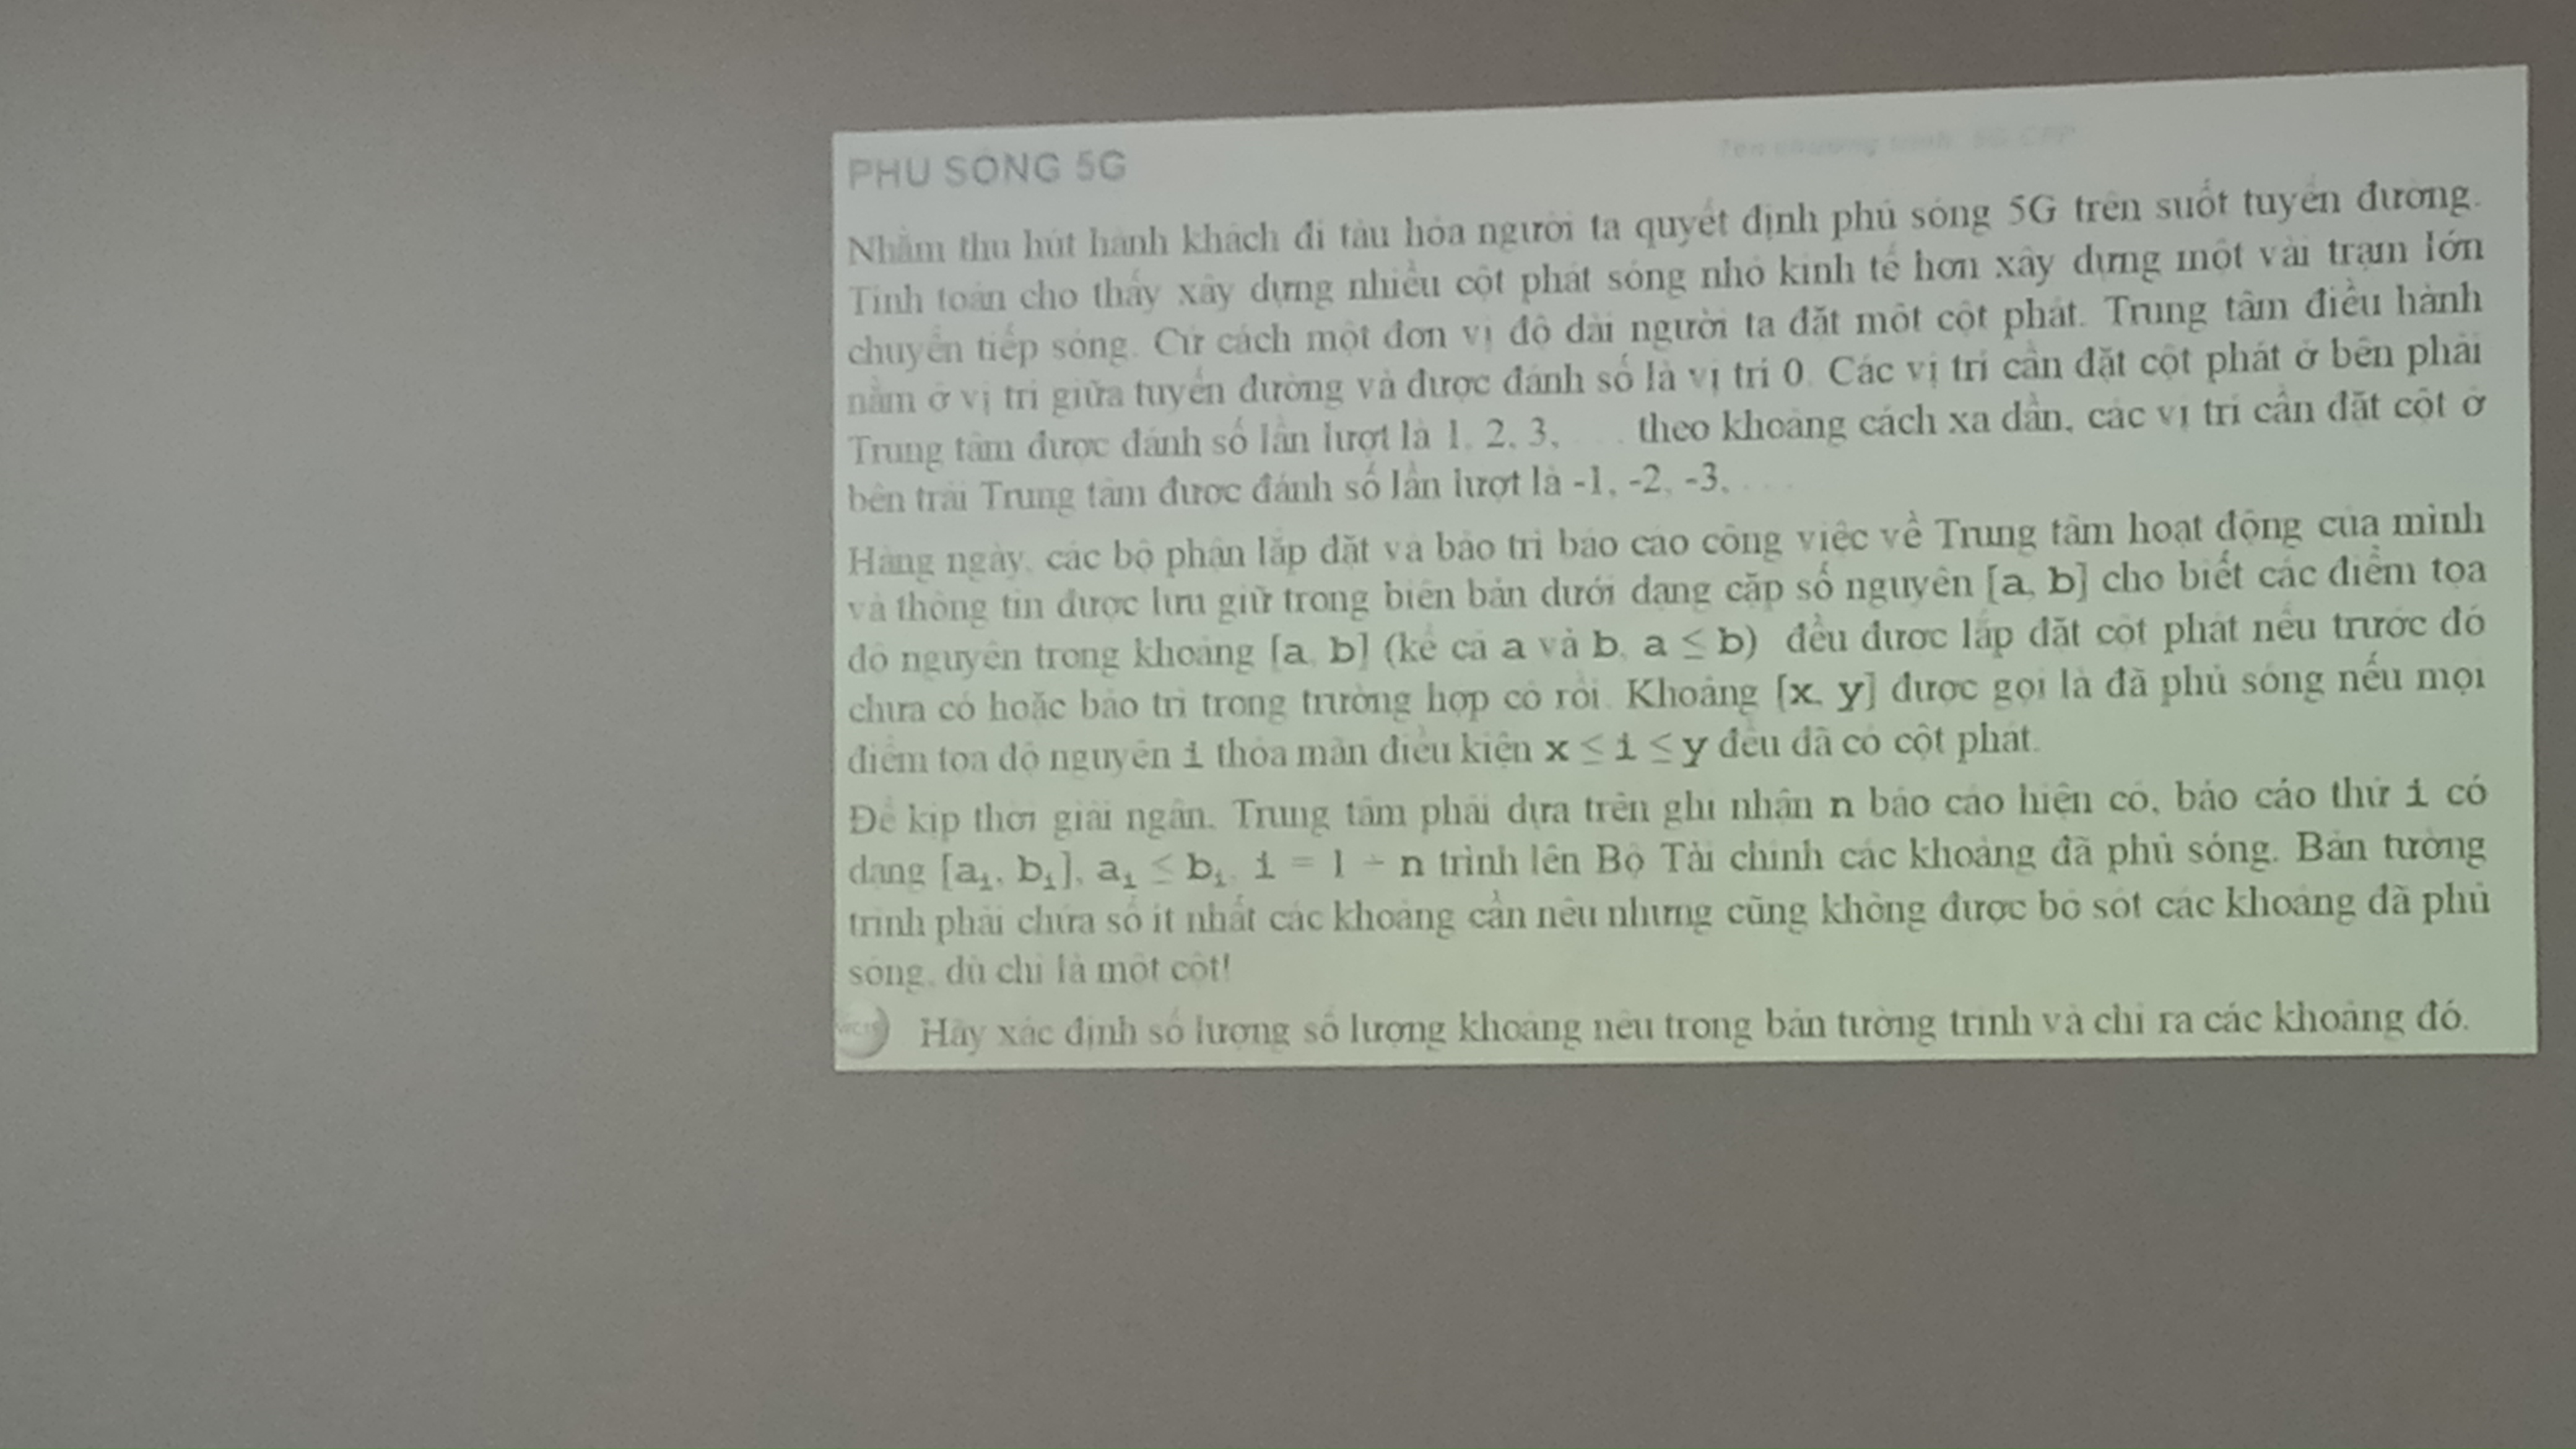 PHỦ SÓNG 5G
Tên chương trình: 5G.CPP
Nhằm thu hút hành khách đi tàu hỏa người ta quyết định phủ sóng 5G trên suốt tuyến đường.
Tính toán cho thấy xây dựng nhiều cột phát sóng nhỏ kinh tế hơn xây dựng một vài trạm lớn
chuyển tiếp sóng. Cứ cách một đơn vị độ dài người ta đặt một cột phát. Trung tâm điều hành
nằm ở vị trí giữa tuyến đường và được đánh số là vị trí 0. Các vị trí cần đặt cột phát ở bên phải
Trung tâm được đánh số lần lượt là 1, 2, 3, . . . theo khoảng cách xa dần, các vị trí cần đặt cột ở
bên trái Trung tâm được đánh số lần lượt là -1, -2, -3, . . .
Hàng ngày, các bộ phận lắp đặt và bảo trì báo cáo công việc về Trung tâm hoạt động của mình
và thông tin được lưu giữ trong biên bản dưới dạng cặp số nguyên [a, b] cho biết các điểm tọa
độ nguyên trong khoảng [a, b] (kể cả a và b, a ≤ b) đều được lắp đặt cột phát nếu trước đó
chưa có hoặc bảo trì trong trường hợp có rồi. Khoảng [x, y] được gọi là đã phủ sóng nếu mọi
điểm tọa độ nguyên i thỏa mãn điều kiện x ≤ i ≤ y đều đã có cột phát.
Để kịp thời giải ngân, Trung tâm phải dựa trên ghi nhận n báo cáo hiện có, báo cáo thứ i có
dạng [aᵢ, bᵢ], aᵢ ≤ bᵢ, i = 1 ÷ n trình lên Bộ Tài chính các khoảng đã phủ sóng. Bản tường
trình phải chứa số ít nhất các khoảng cần nêu nhưng cũng không được bỏ sót các khoảng đã phủ
sóng, dù chỉ là một cột!
Hãy xác định số lượng số lượng khoảng nêu trong bản tường trình và chỉ ra các khoảng đó.